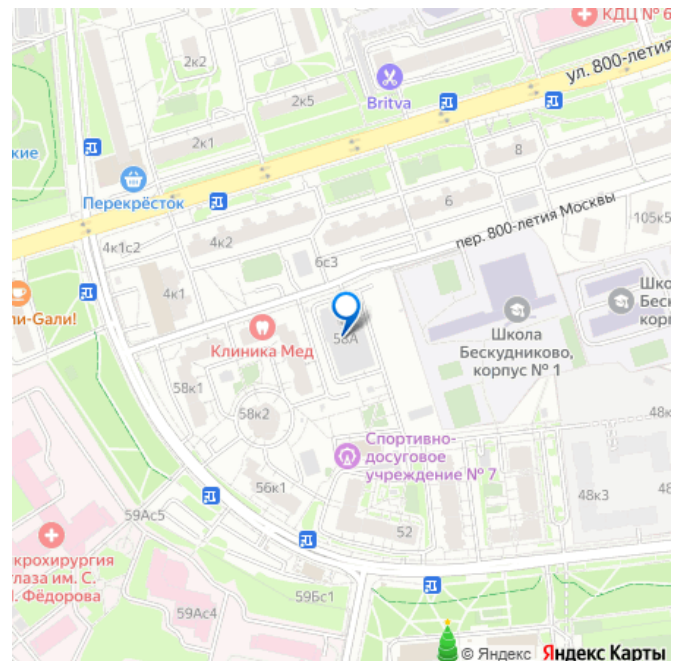 КДЦ № 6
2к2
ул. 800-летия
2к5
Britva
2к1
8
кие
Перекрёсток
6
пер. 800-летия Москвы
105к5
4к1с2
4к2
6с3
4к1
ли-Gали!
58А
Клиника Мед
Школа
Бескудниково,
корпус № 1
Шко
Бес
корп
58к1
58к2
48к
Спортивно-
досуговое
учреждение № 7
56к1
48к3
48
59Ас5
52
крохирургия
глаза им. С.
Н. Фёдорова
59Бс1
59Ас4
© Яндекс Яндекс Карты